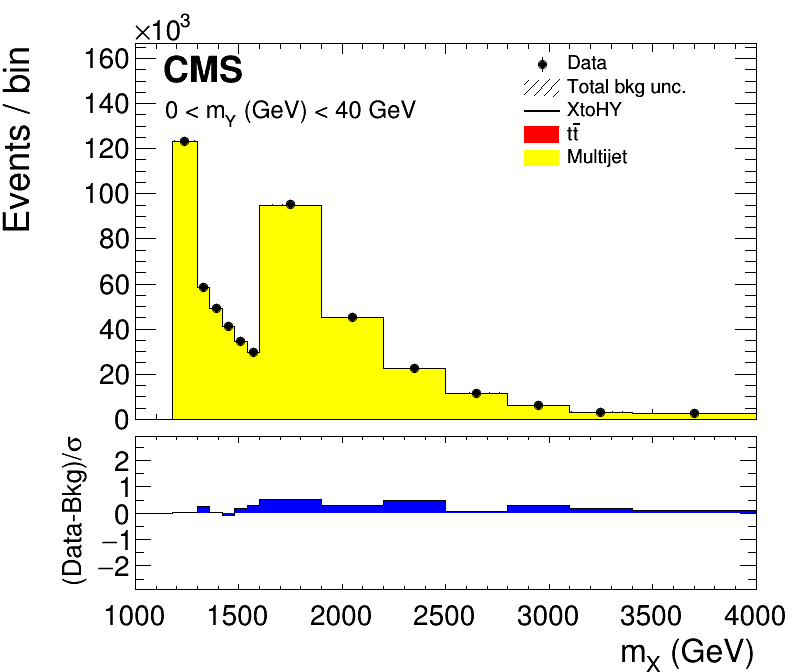 ×10³
Events / bin
160
140
120
100
80
60
40
20
0
CMS
0 < m_Y (GeV) < 40 GeV
Data
Total bkg unc.
XtoHY
tt̄
Multijet
(Data-Bkg)/σ
2
1
0
−1
−2
1000 1500 2000 2500 3000 3500 4000
m_X (GeV)